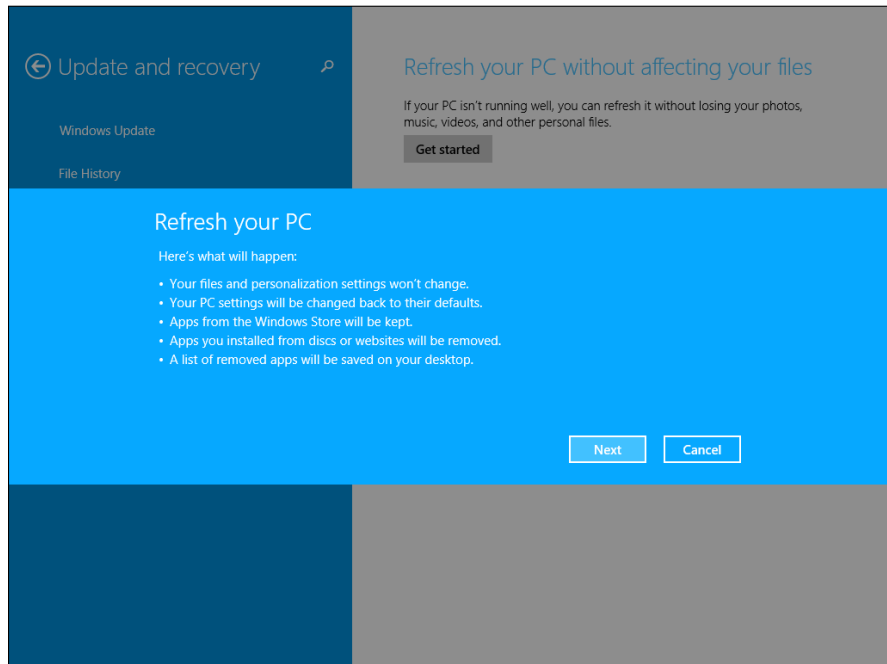 Update and recovery
Refresh your PC without affecting your files
If your PC isn't running well, you can refresh it without losing your photos,
music, videos, and other personal files.
Windows Update
Get started
File History
Refresh your PC
Here's what will happen:
• Your files and personalization settings won't change.
• Your PC settings will be changed back to their defaults.
• Apps from the Windows Store will be kept.
• Apps you installed from discs or websites will be removed.
• A list of removed apps will be saved on your desktop.
Next
Cancel